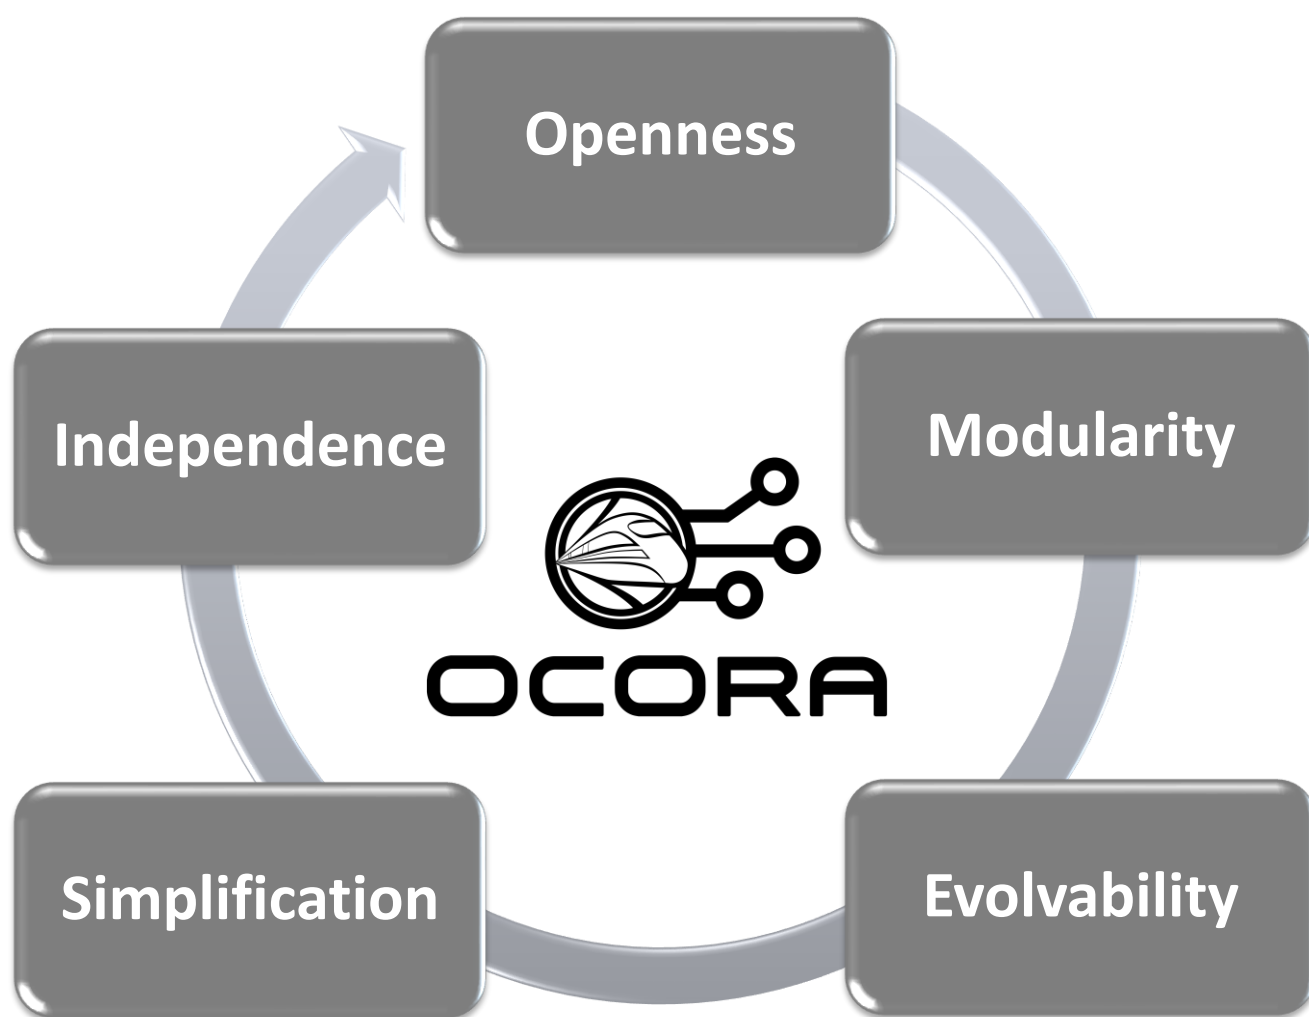 Openness
Independence
Modularity
OCORA
Simplification
Evolvability